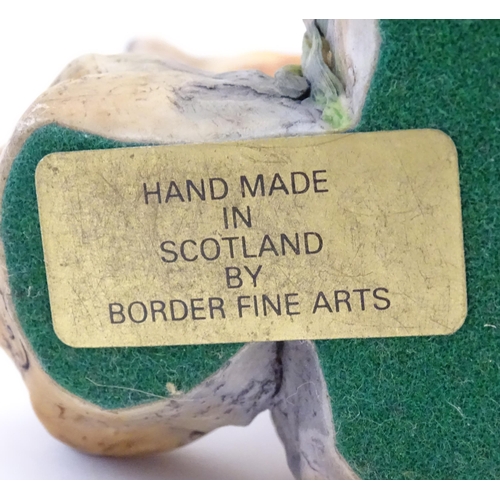 HAND MADE
IN
SCOTLAND
BY
BORDER FINE ARTS